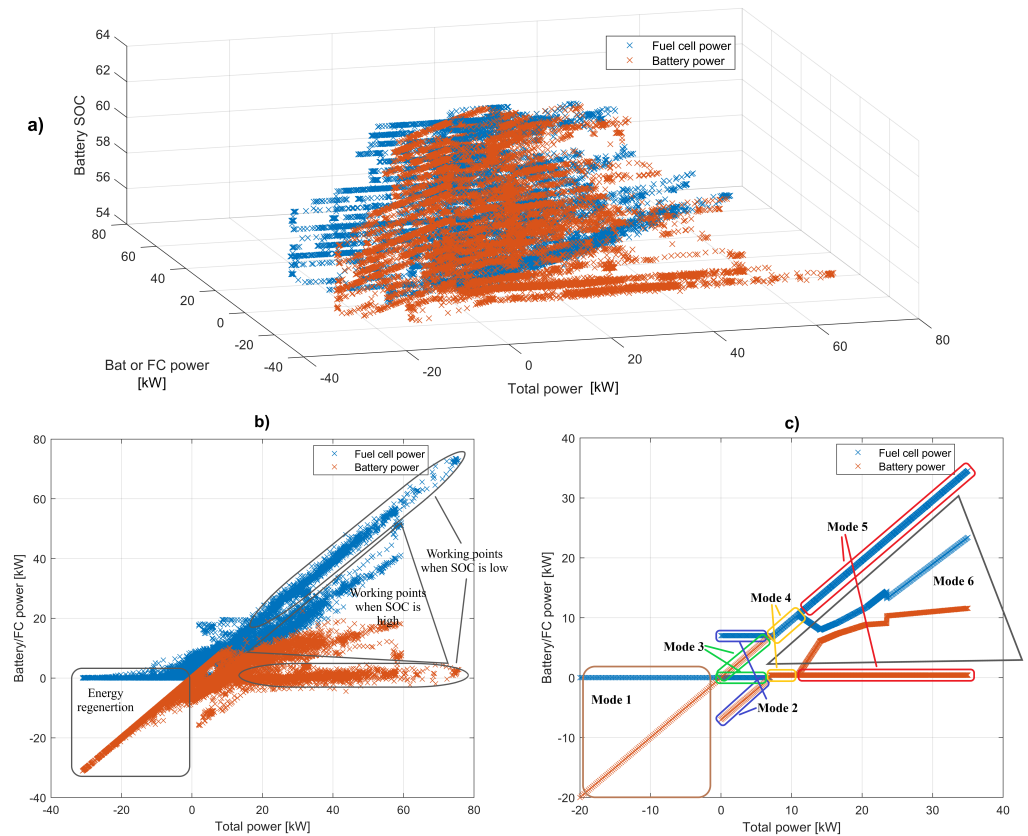 a)
64
62
60
58
56
54
Battery SOC
80
60
40
20
0
-20
-40
Bat or FC power
[kW]
-40
-20
0
20
40
60
80
Total power [kW]
Fuel cell power
Battery power
b)
80
60
40
20
0
-20
-40
Battery/FC power [kW]
-40
-20
0
20
40
60
80
Total power [kW]
Fuel cell power
Battery power
Working points
when SOC is low
Working points
when SOC is
high
Energy
regenertion
c)
40
30
20
10
0
-10
-20
Battery/FC power [kW]
-20
-10
0
10
20
30
40
Total power [kW]
Fuel cell power
Battery power
Mode 5
Mode 6
Mode 4
Mode 3
Mode 1
Mode 2